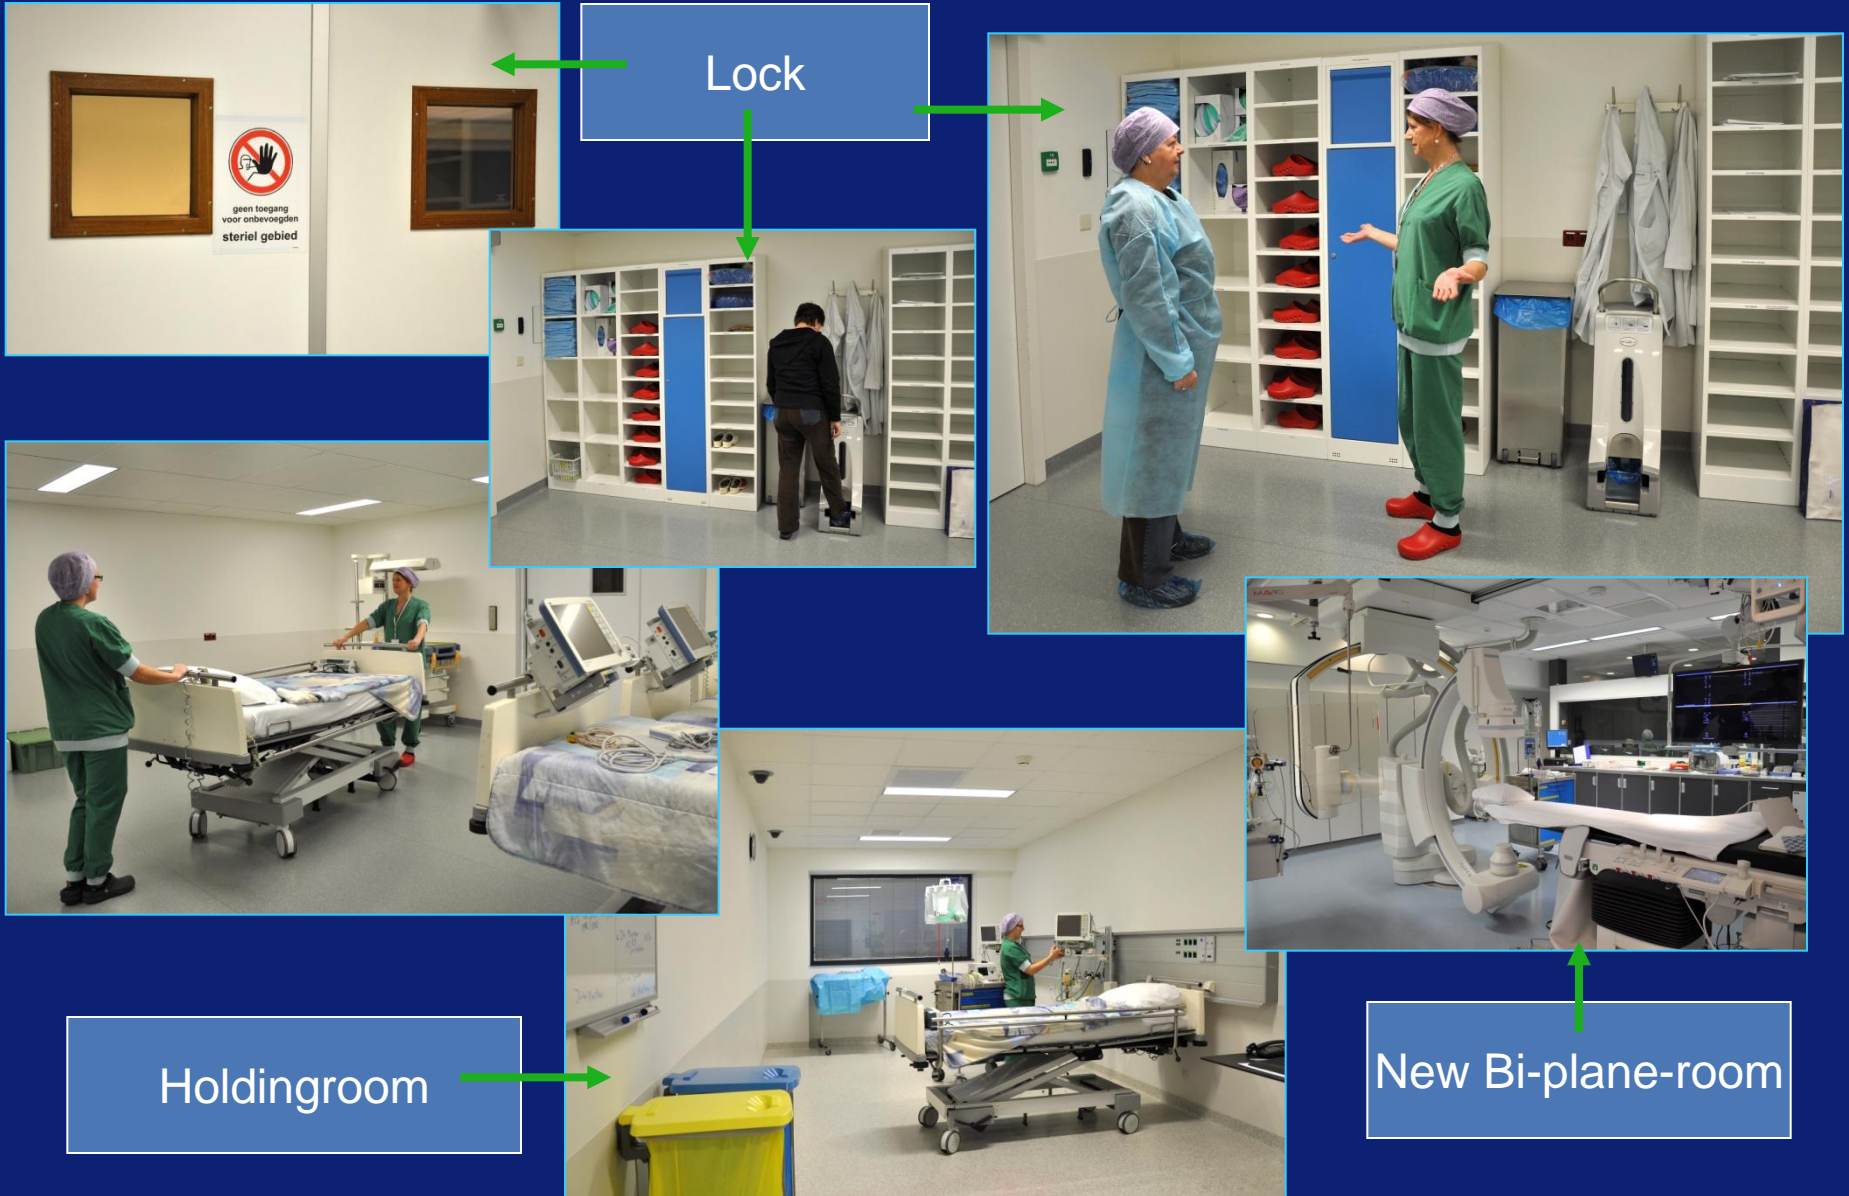 Lock
geen toegang
voor onbevoegden
steriel gebied
Holdingroom
New Bi-plane-room